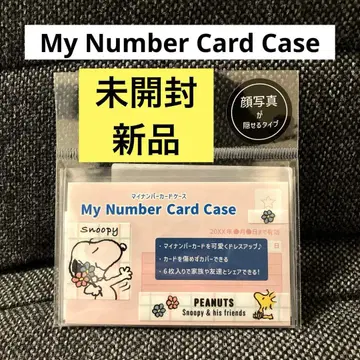 My Number Card Case
未開封
新品
顔写真
が
隠せるタイプ
マイナンバーカードケース
My Number Card Case
Snoopy
・マイナンバーカードを可愛くドレスアップ♪
・カードを傷めずカバーできる
・6枚入りで家族や友達とシェアできる!
日
PEANUTS
Snoopy & his friends